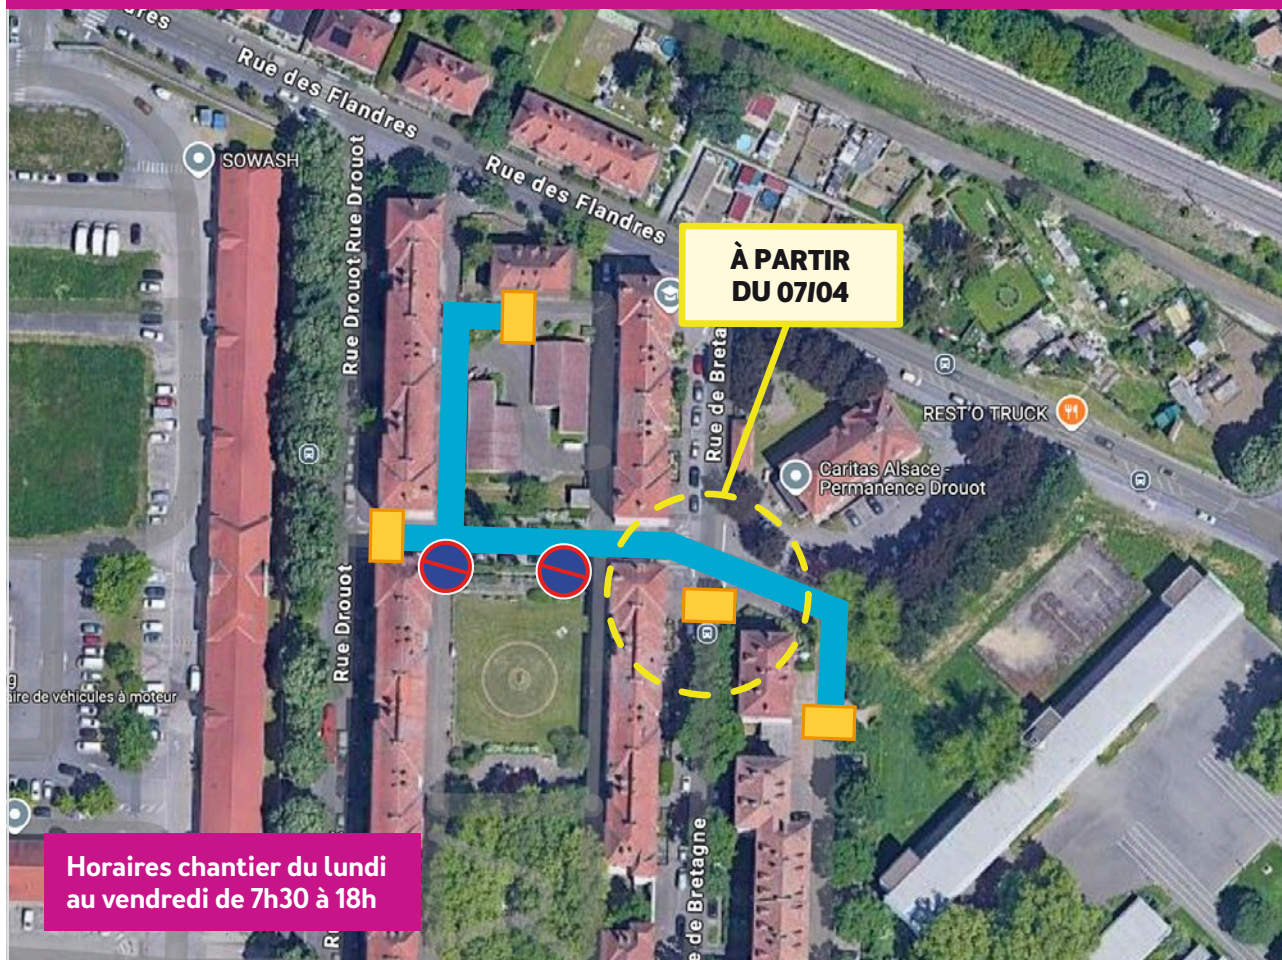 Rue des Flandres
SOWASH
Rue Drouot
Rue Drouot
Rue des Flandres
À PARTIR
DU 07/04
Rue de Breta
REST'O TRUCK
Caritas Alsace -
Permanence Drouot
Rue Drouot
g
aire de véhicules à moteur
Horaires chantier du lundi
au vendredi de 7h30 à 18h
e de Bretagne